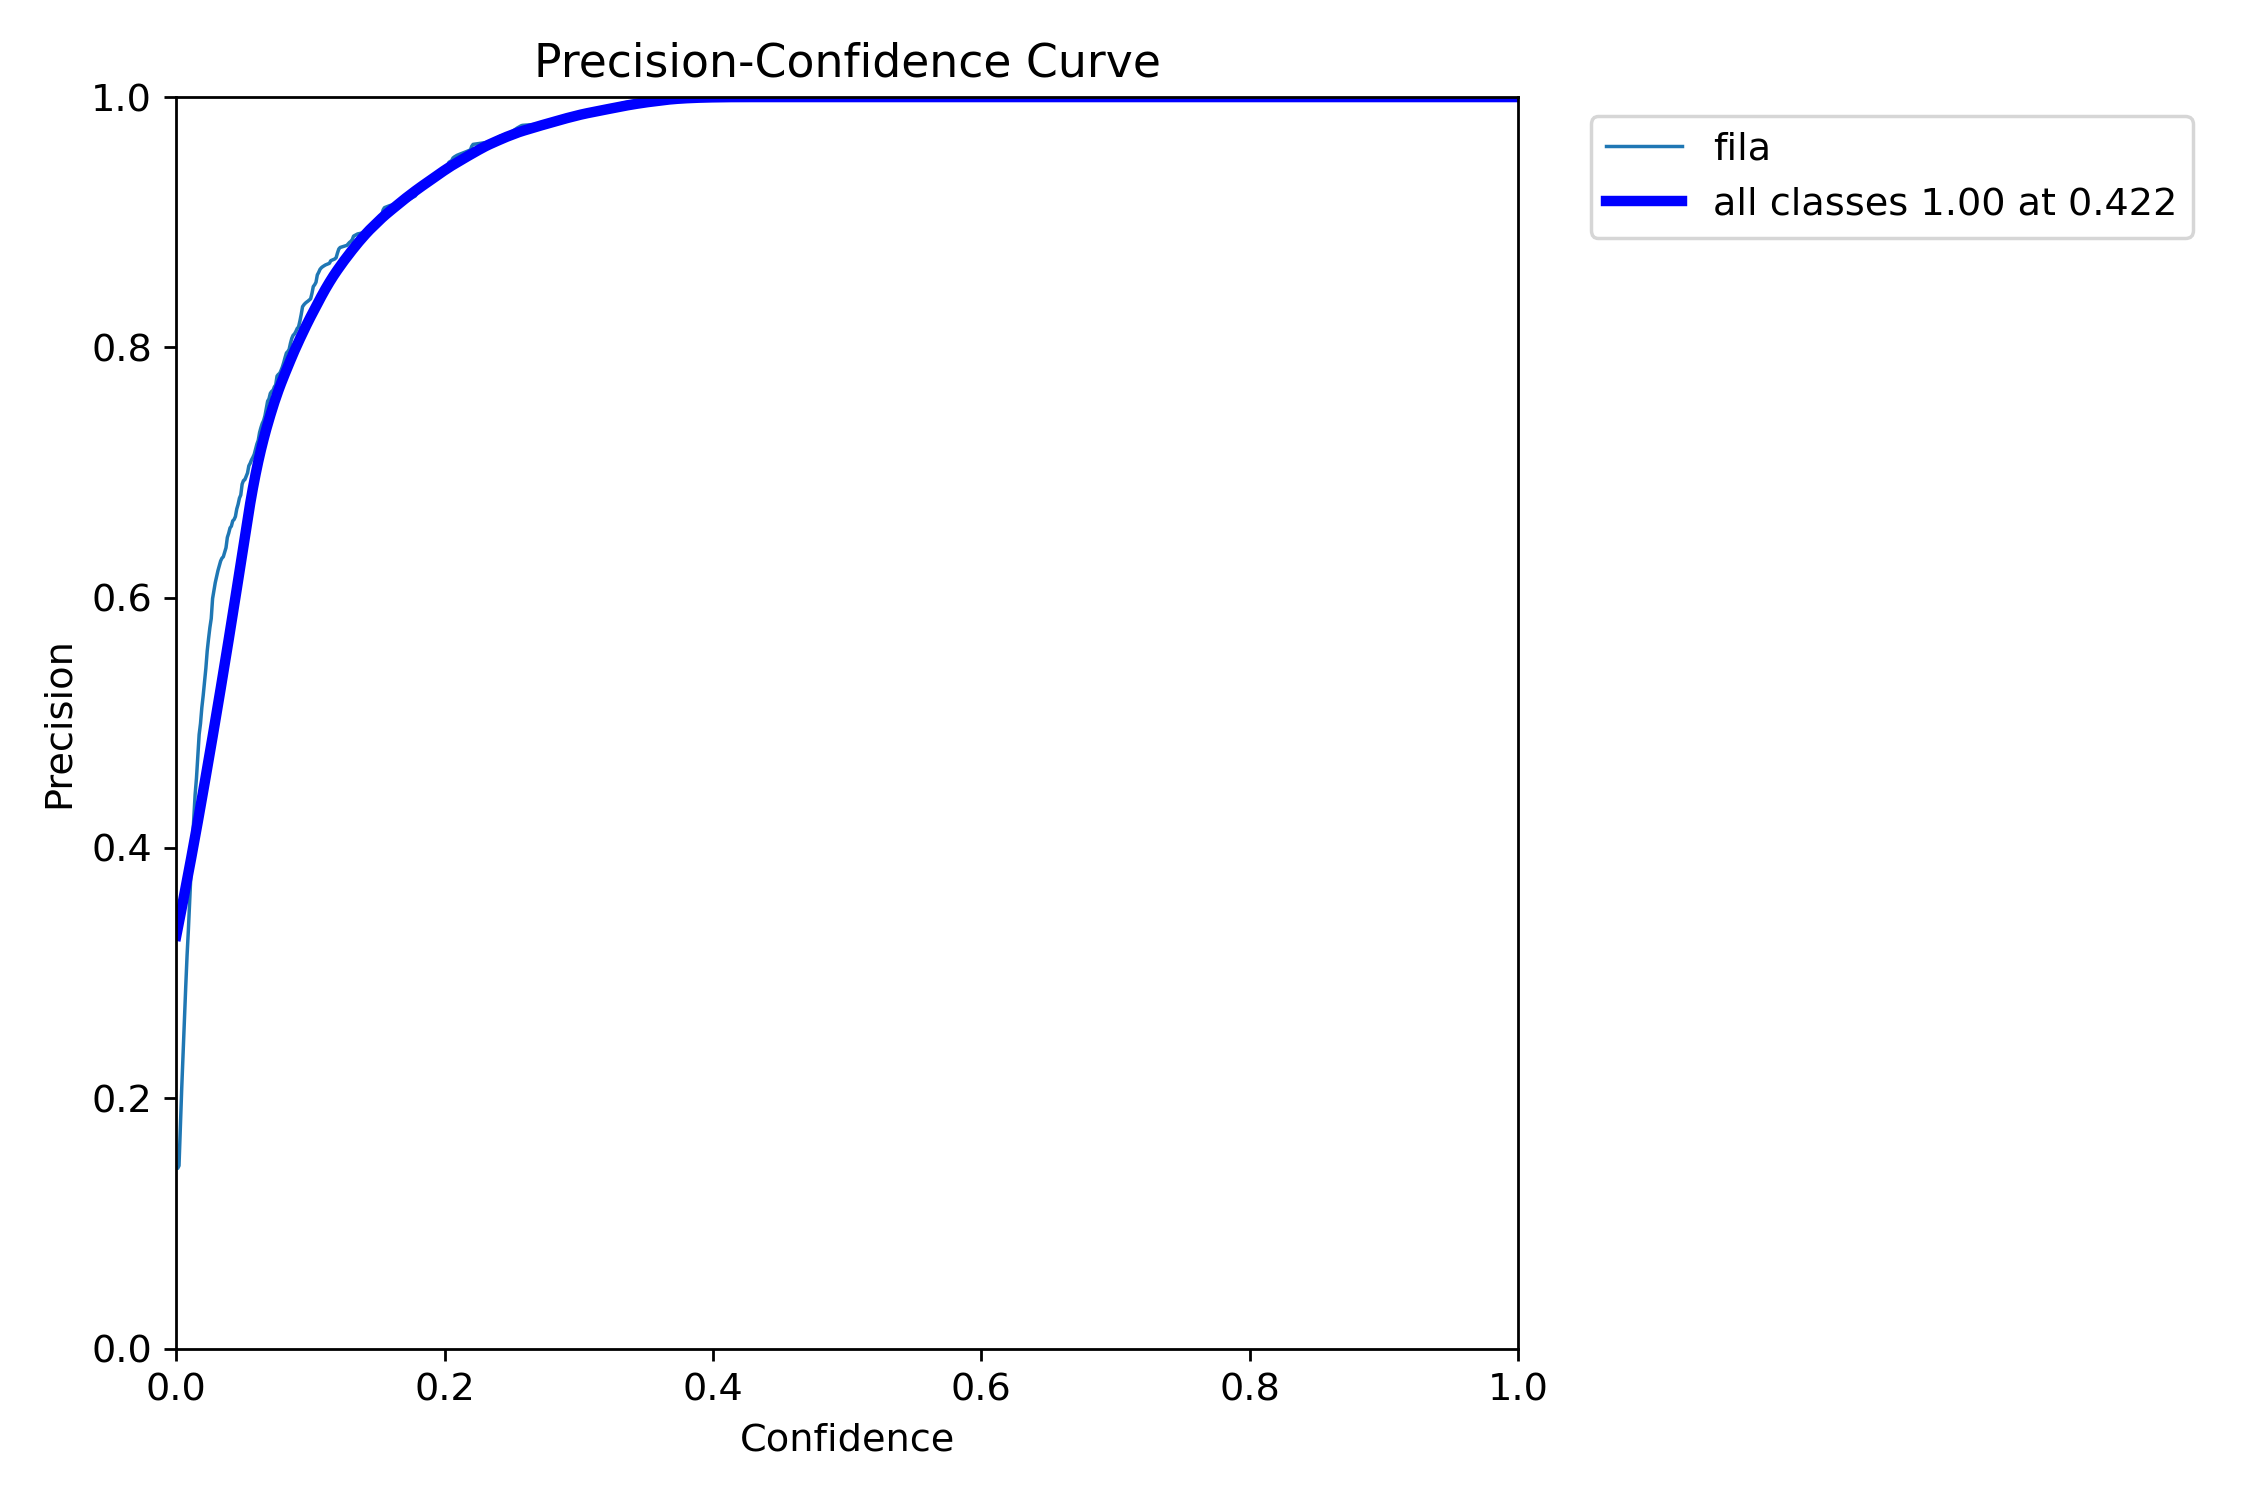 Precision-Confidence Curve
fila
all classes 1.00 at 0.422
Precision
1.0
0.8
0.6
0.4
0.2
0.0
0.0 0.2 0.4 0.6 0.8 1.0
Confidence